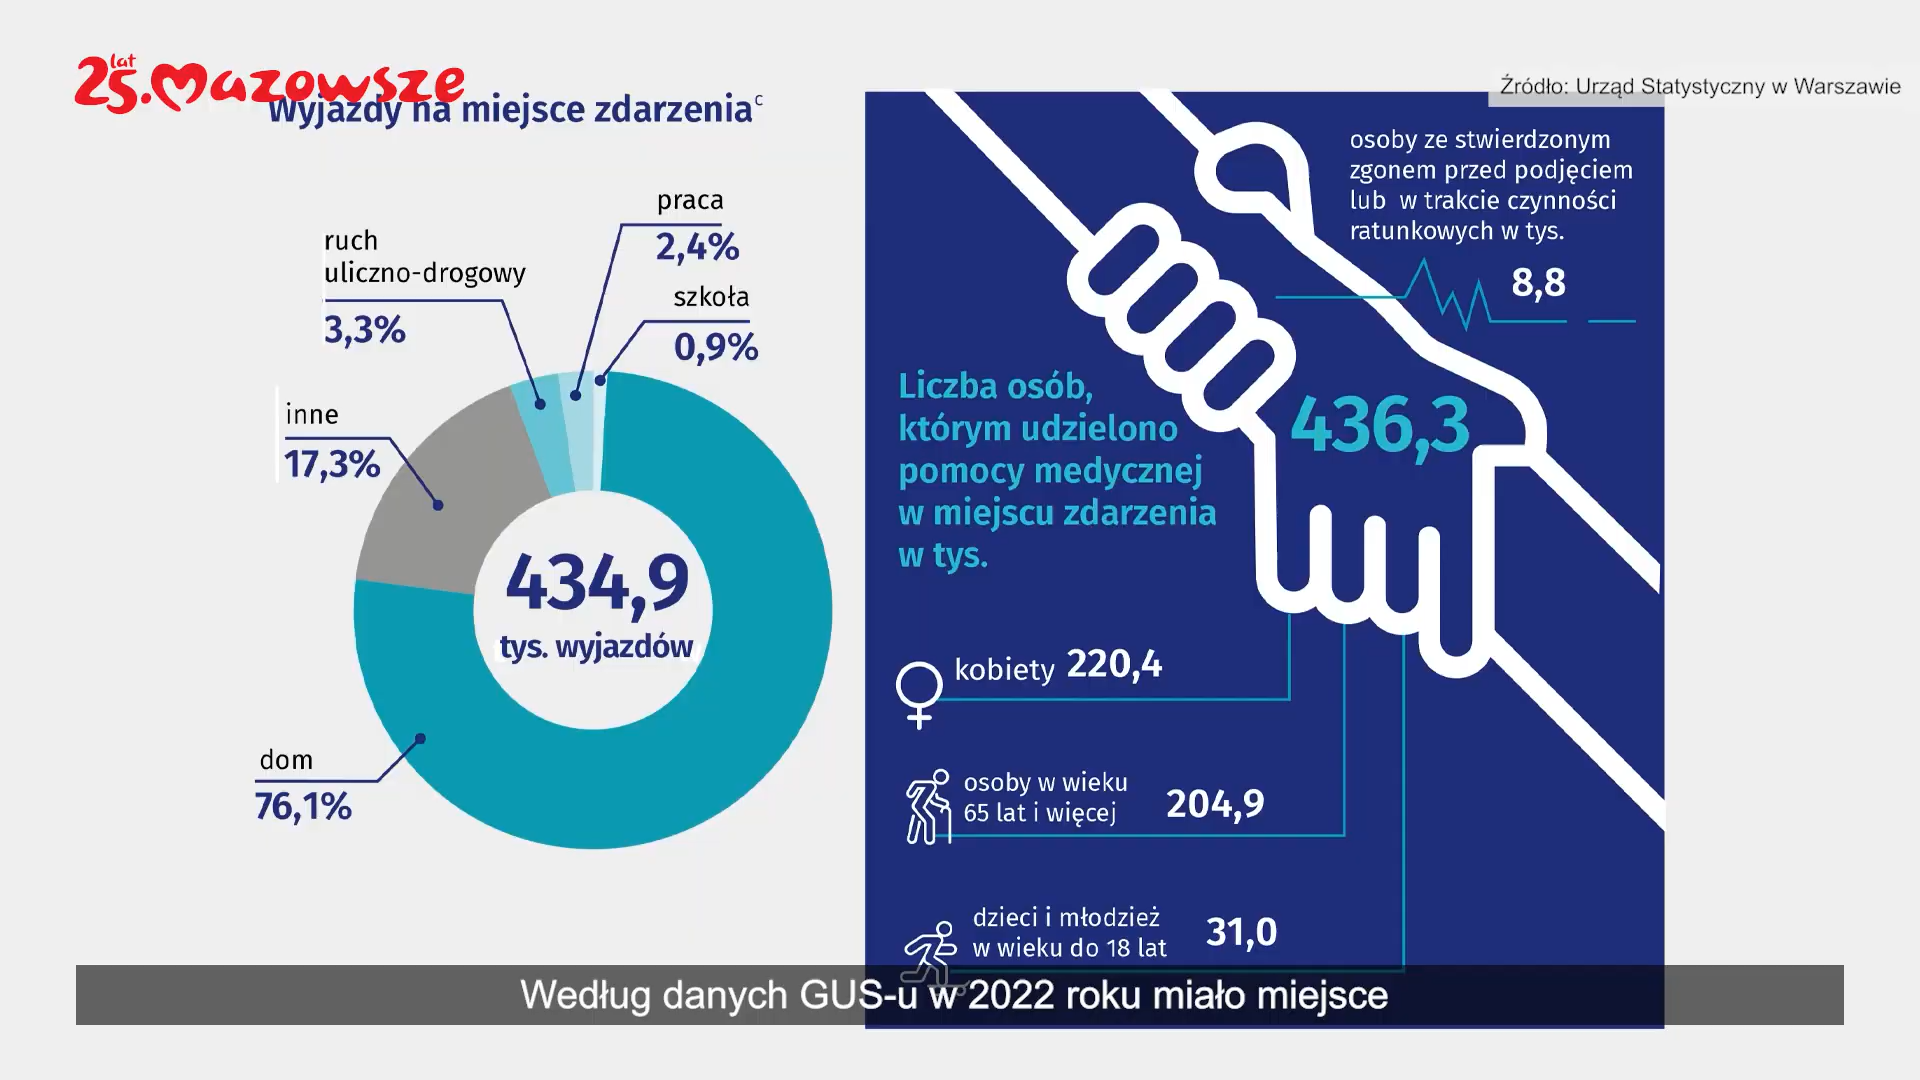 25 lat.Mazowsze
Źródło: Urząd Statystyczny w Warszawie
Wyjazdy na miejsce zdarzeniaᶜ
praca
2,4%
ruch
uliczno-drogowy
3,3%
szkoła
0,9%
inne
17,3%
434,9
tys. wyjazdów
dom
76,1%
osoby ze stwierdzonym
zgonem przed podjęciem
lub w trakcie czynności
ratunkowych w tys.
8,8
Liczba osób,
którym udzielono
pomocy medycznej
w miejscu zdarzenia
w tys.
436,3
kobiety 220,4
osoby w wieku
65 lat i więcej
204,9
dzieci i młodzież
w wieku do 18 lat
31,0
Według danych GUS-u w 2022 roku miało miejsce